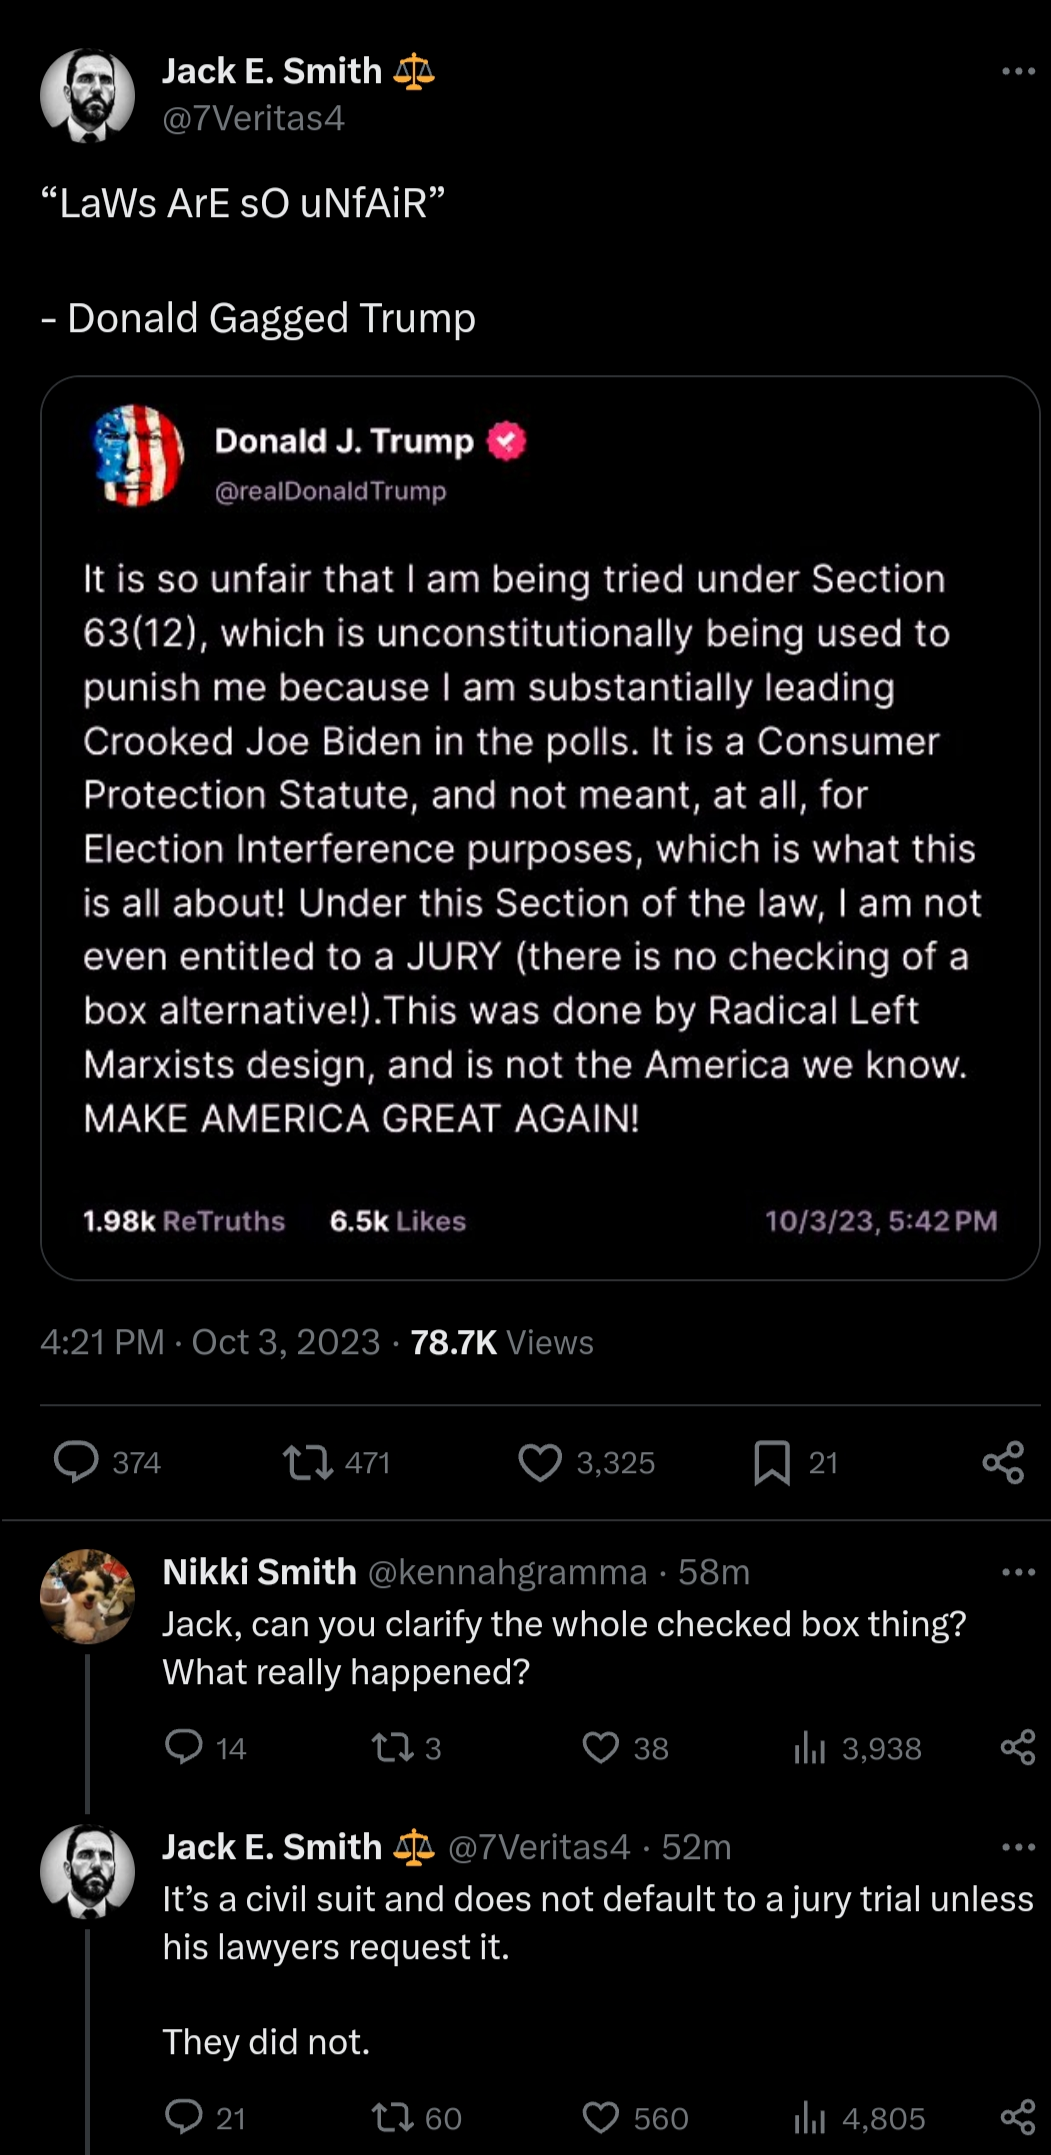 Jack E. Smith ⚖️
@7Veritas4
“LaWs ArE sO uNfAiR”
- Donald Gagged Trump
Donald J. Trump
@realDonaldTrump
It is so unfair that I am being tried under Section
63(12), which is unconstitutionally being used to
punish me because I am substantially leading
Crooked Joe Biden in the polls. It is a Consumer
Protection Statute, and not meant, at all, for
Election Interference purposes, which is what this
is all about! Under this Section of the law, I am not
even entitled to a JURY (there is no checking of a
box alternative!).This was done by Radical Left
Marxists design, and is not the America we know.
MAKE AMERICA GREAT AGAIN!
1.98k ReTruths 6.5k Likes 10/3/23, 5:42 PM
4:21 PM · Oct 3, 2023 · 78.7K Views
374 471 3,325 21
Nikki Smith @kennahgramma · 58m
Jack, can you clarify the whole checked box thing?
What really happened?
14 3 38 3,938
Jack E. Smith ⚖️ @7Veritas4 · 52m
It’s a civil suit and does not default to a jury trial unless
his lawyers request it.
They did not.
21 60 560 4,805